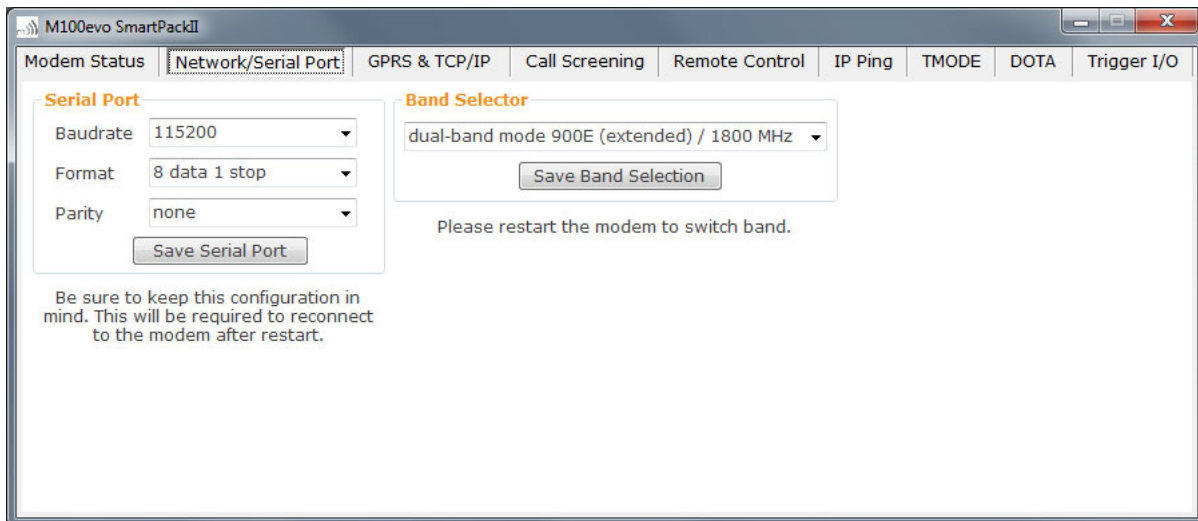 M100evo SmartPackII
Modem Status Network/Serial Port GPRS & TCP/IP Call Screening Remote Control IP Ping TMODE DOTA Trigger I/O
Serial Port
Baudrate 115200
Format 8 data 1 stop
Parity none
Save Serial Port
Be sure to keep this configuration in
mind. This will be required to reconnect
to the modem after restart.
Band Selector
dual-band mode 900E (extended) / 1800 MHz
Save Band Selection
Please restart the modem to switch band.